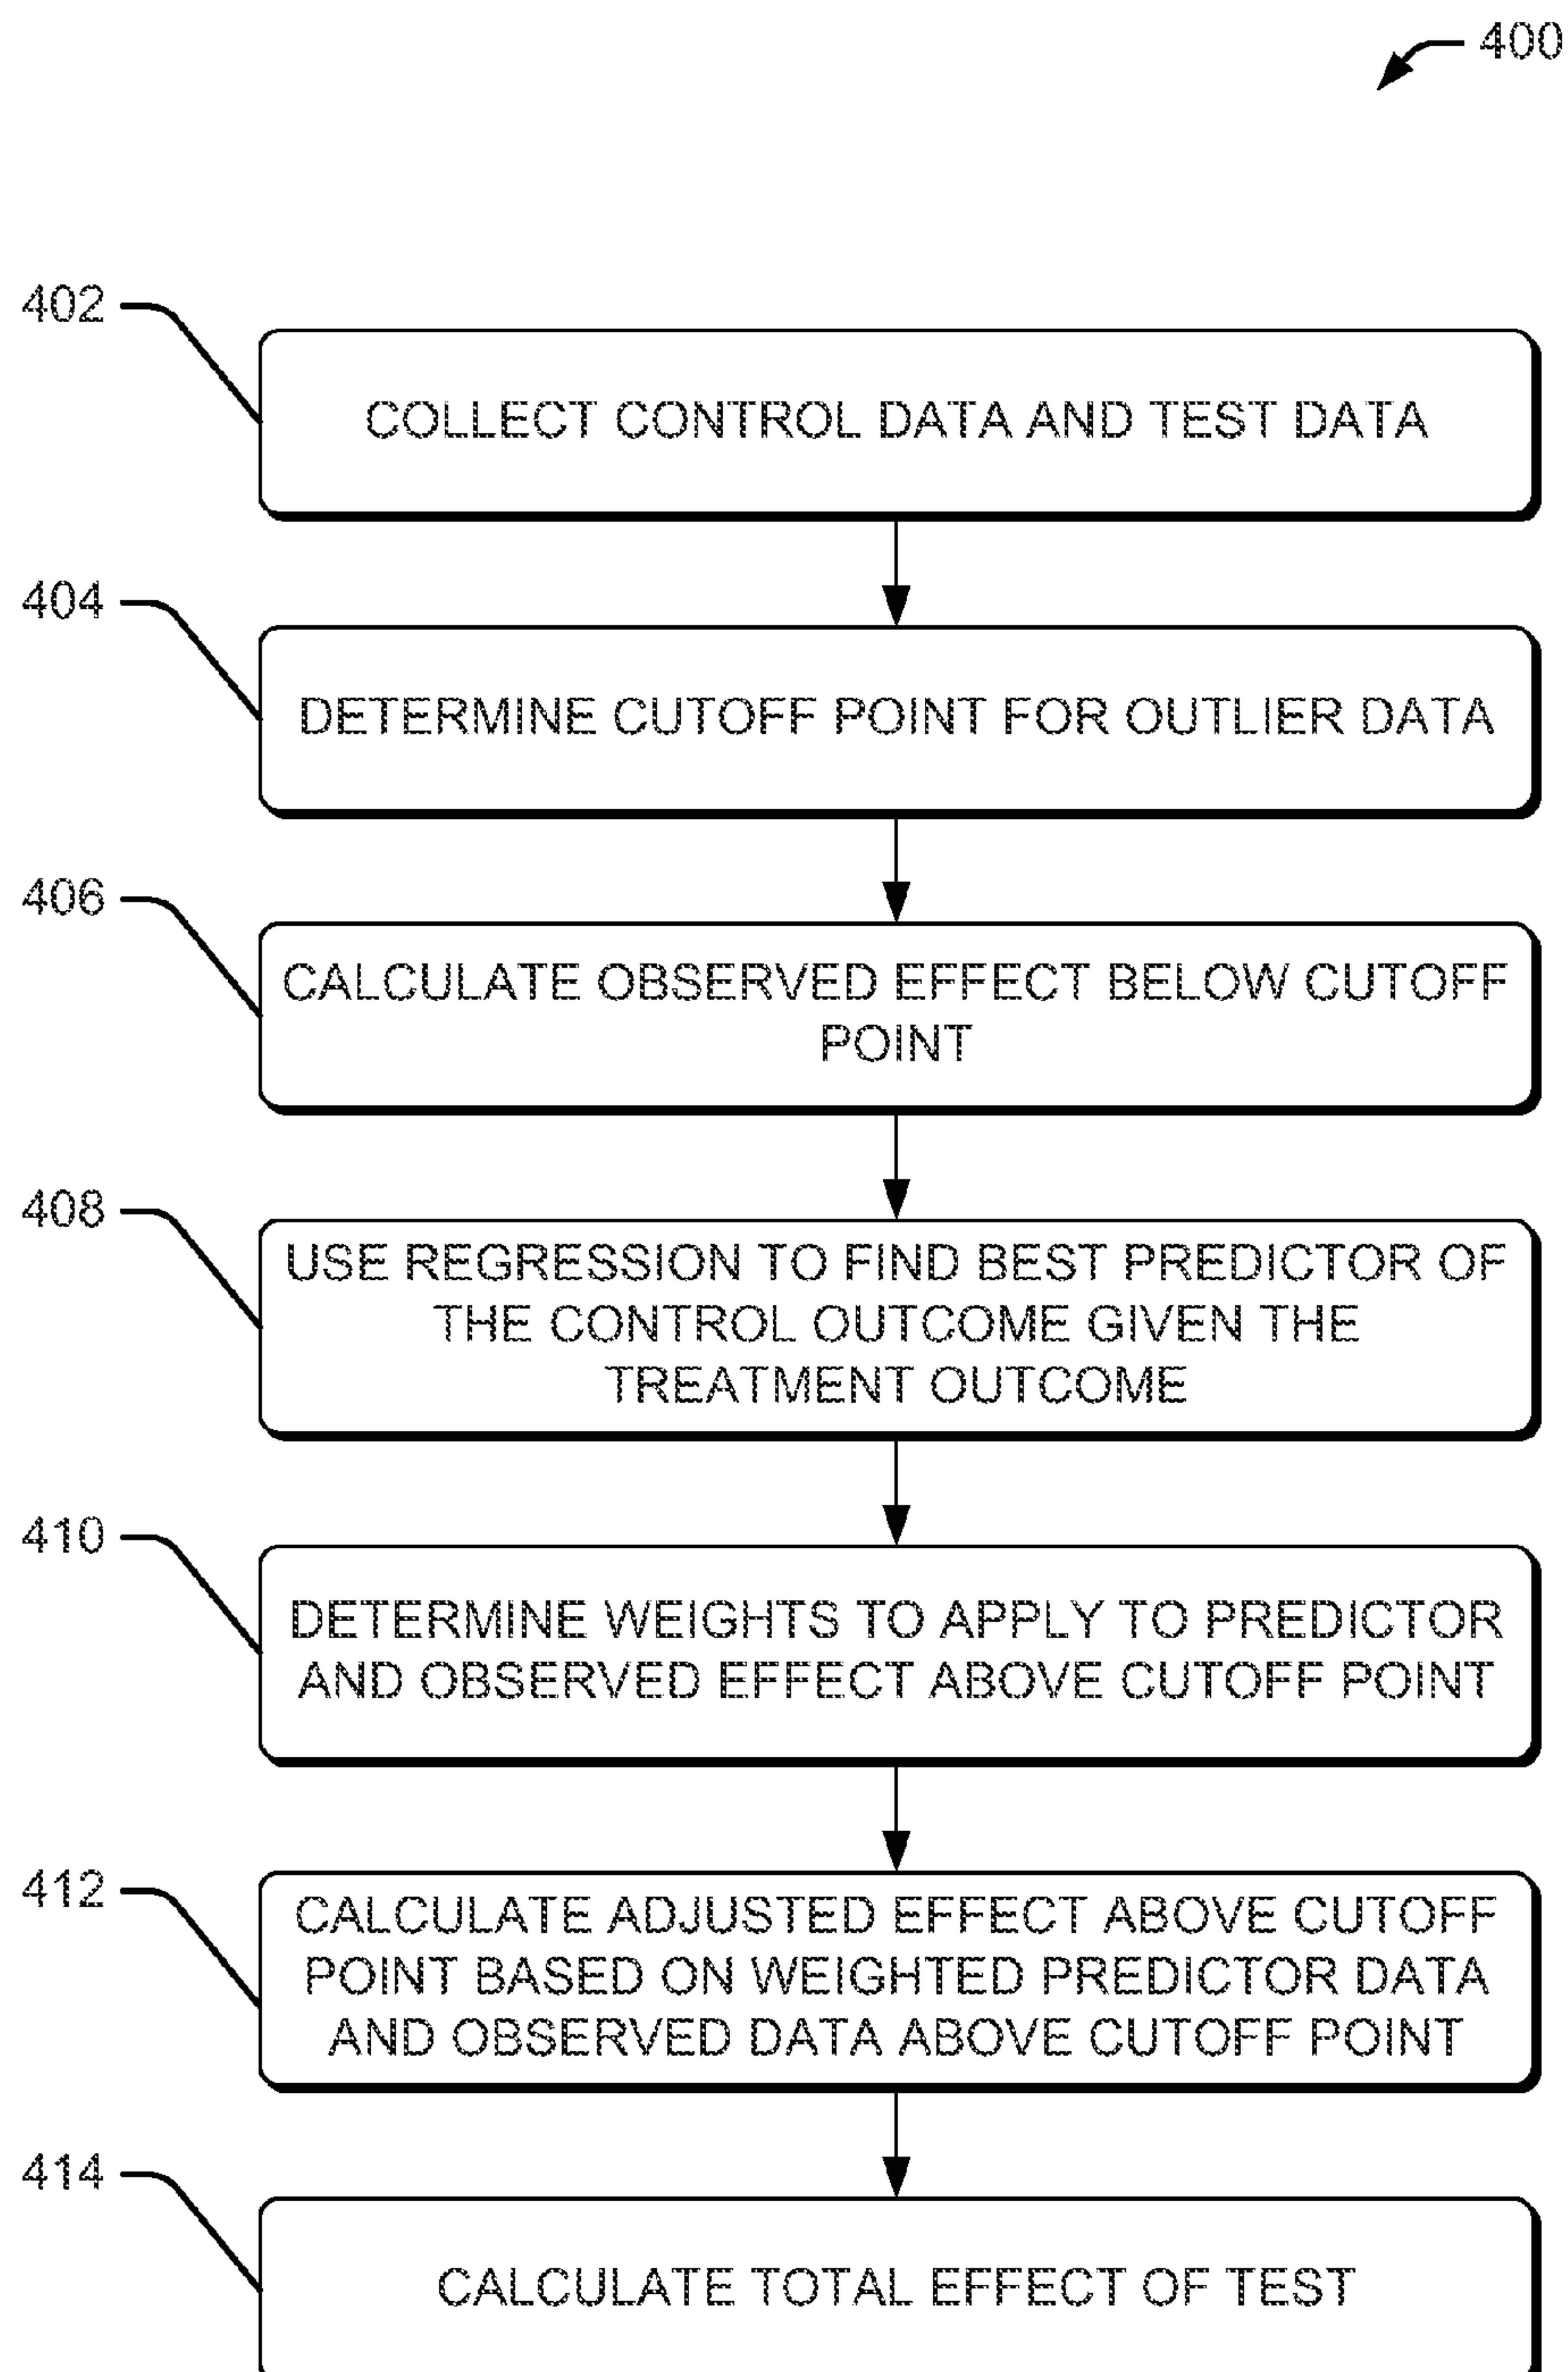 400
402
COLLECT CONTROL DATA AND TEST DATA
404
DETERMINE CUTOFF POINT FOR OUTLIER DATA
406
CALCULATE OBSERVED EFFECT BELOW CUTOFF
POINT
408
USE REGRESSION TO FIND BEST PREDICTOR OF
THE CONTROL OUTCOME GIVEN THE
TREATMENT OUTCOME
410
DETERMINE WEIGHTS TO APPLY TO PREDICTOR
AND OBSERVED EFFECT ABOVE CUTOFF POINT
412
CALCULATE ADJUSTED EFFECT ABOVE CUTOFF
POINT BASED ON WEIGHTED PREDICTOR DATA
AND OBSERVED DATA ABOVE CUTOFF POINT
414
CALCULATE TOTAL EFFECT OF TEST